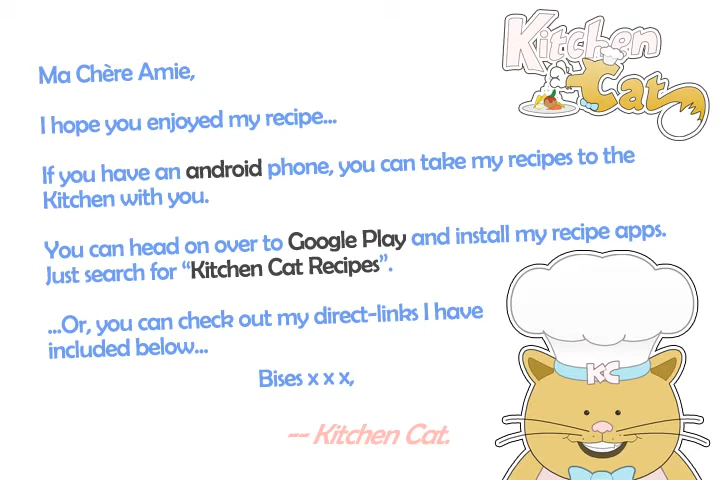 Kitchen
Cat
Ma Chère Amie,
I hope you enjoyed my recipe...
If you have an android phone, you can take my recipes to the
Kitchen with you.
You can head on over to Google Play and install my recipe apps.
Just search for “Kitchen Cat Recipes”.
...Or, you can check out my direct-links I have
included below...
Bises x x x,
-- Kitchen Cat.
KC